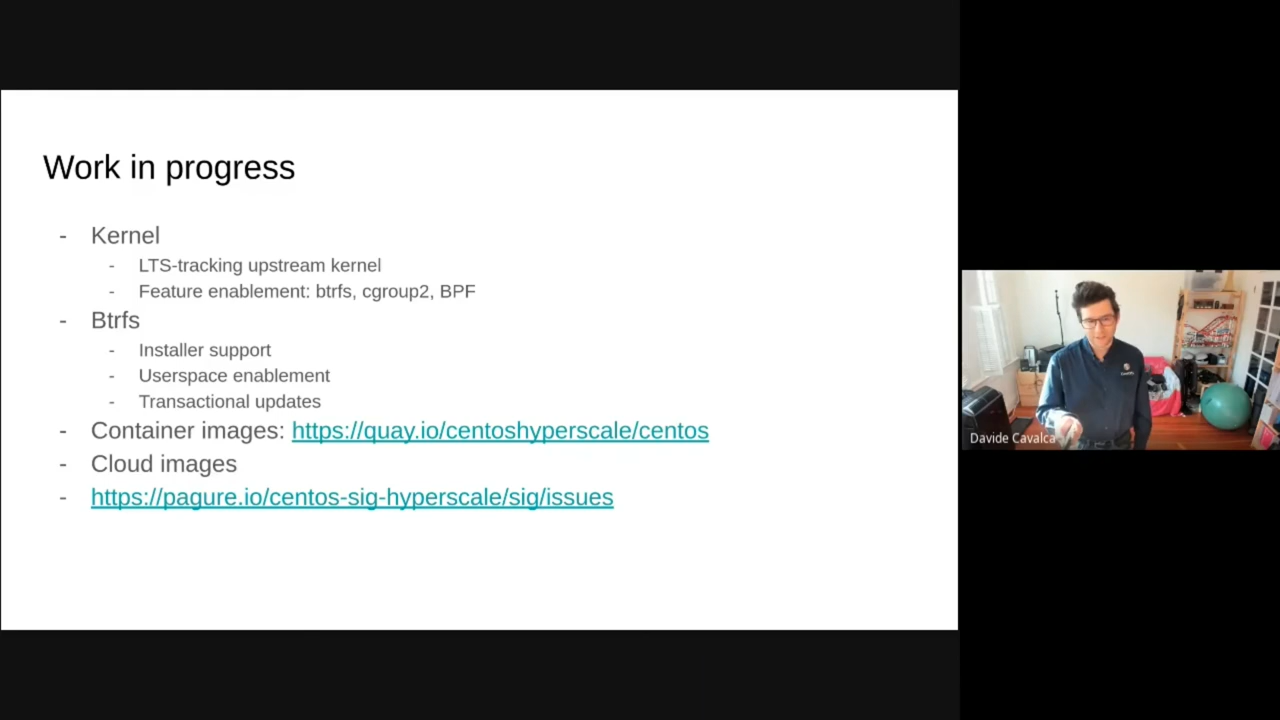 Work in progress
- Kernel
- LTS-tracking upstream kernel
- Feature enablement: btrfs, cgroup2, BPF
- Btrfs
- Installer support
- Userspace enablement
- Transactional updates
- Container images: https://quay.io/centoshyperscale/centos
- Cloud images
- https://pagure.io/centos-sig-hyperscale/sig/issues
Davide Cavalca